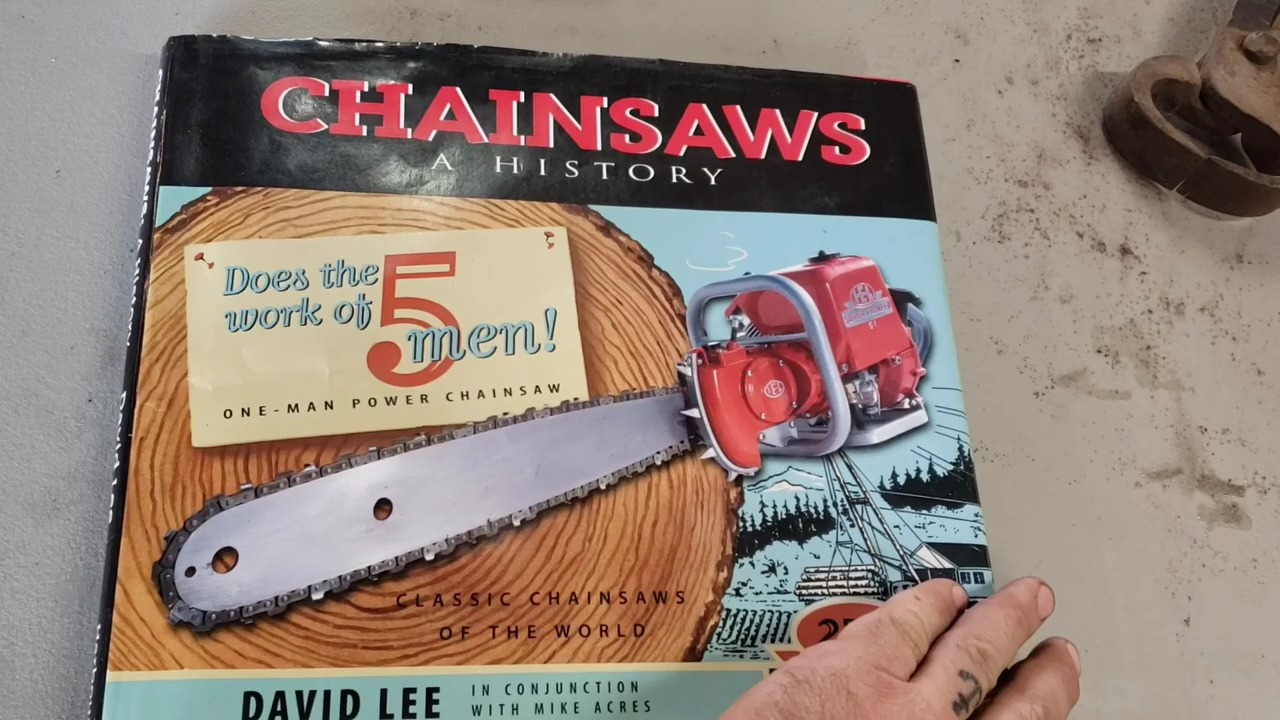 CHAINSAWS
A HISTORY
Does the
work of
5
men!
ONE-MAN POWER CHAINSAW
CLASSIC CHAINSAWS
OF THE WORLD
DAVID LEE
IN CONJUNCTION
WITH MIKE ACRES